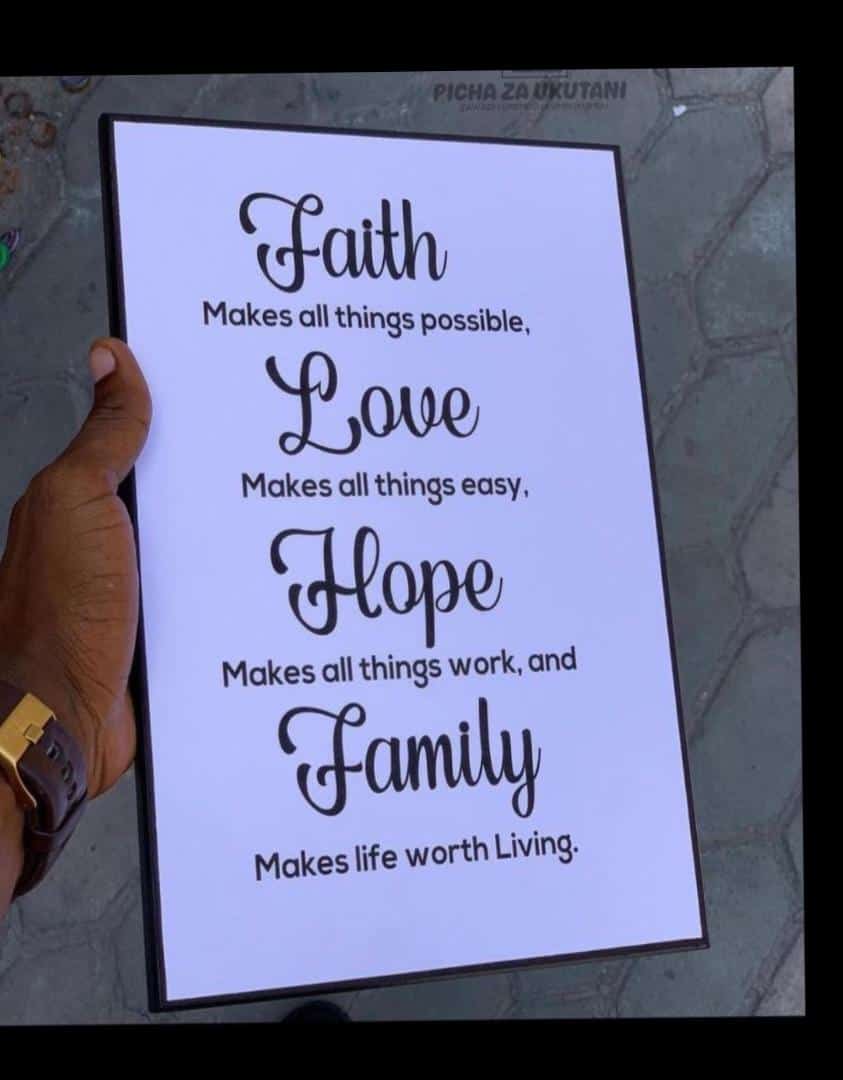 PICHA ZA UKUTANI
Faith
Makes all things possible,
Love
Makes all things easy,
Hope
Makes all things work, and
Family
Makes life worth Living.